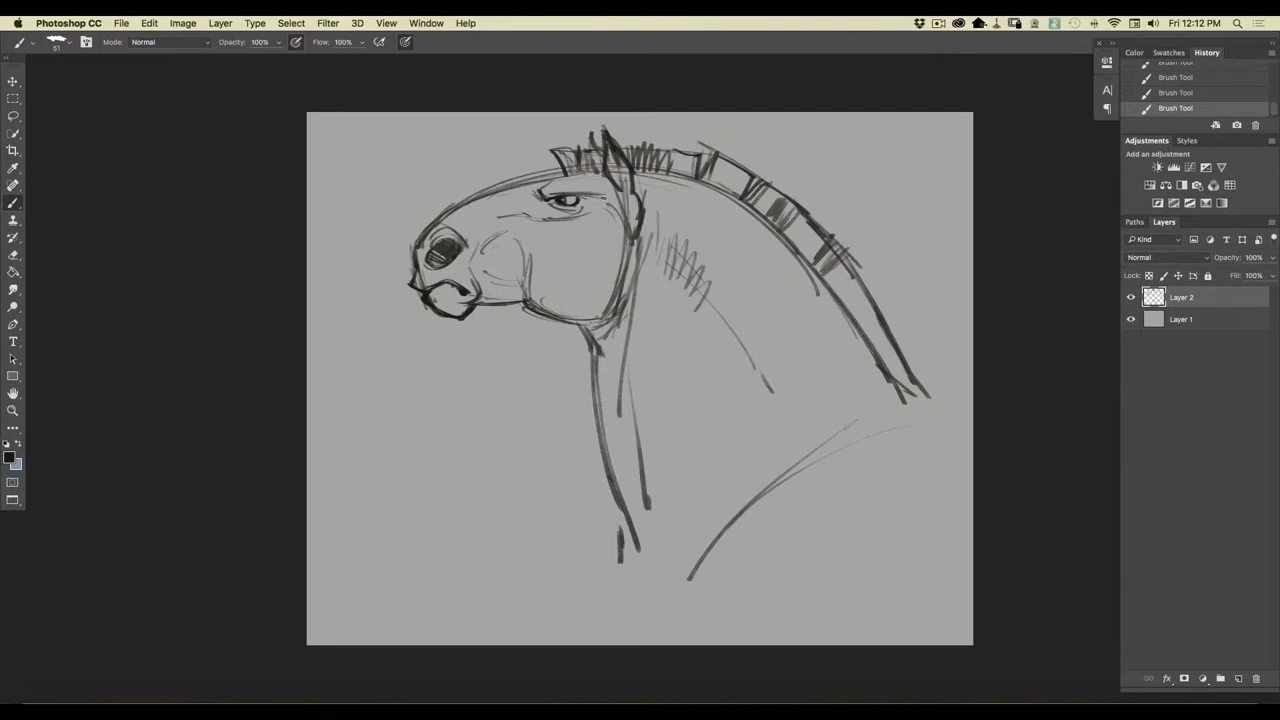 Photoshop CC File Edit Image Layer Type Select Filter 3D View Window Help Fri 12:12 PM
51 Mode: Normal Opacity: 100% Flow: 100%
Color Swatches History
Brush Tool
Brush Tool
Brush Tool
Brush Tool
Adjustments Styles
Add an adjustment
Paths Layers
Kind
Normal Opacity: 100%
Lock: Fill: 100%
Layer 2
Layer 1